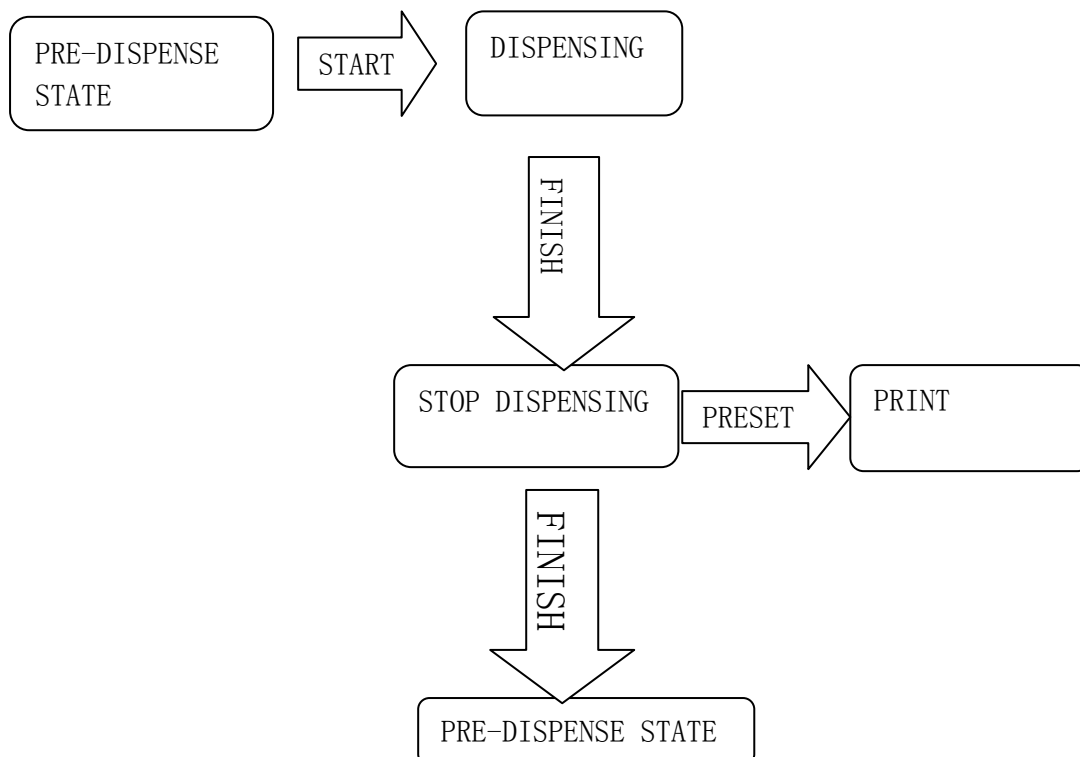 PRE-DISPENSE
STATE
START
DISPENSING
FINISH
STOP DISPENSING
PRESET
PRINT
FINISH
PRE-DISPENSE STATE